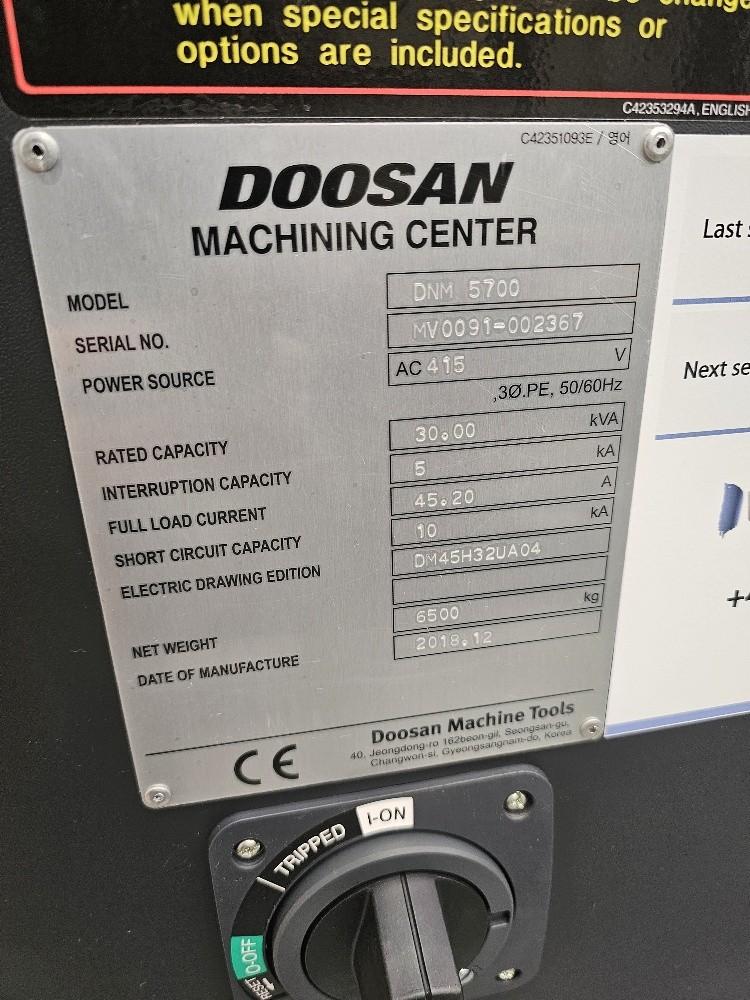 when special specifications or
options are included.
C42353294A, ENGLISH
C42351093E / 영어
DOOSAN
MACHINING CENTER
MODEL DNM 5700
SERIAL NO. MV0091-002367
POWER SOURCE AC 415 V
,3Ø.PE, 50/60Hz
RATED CAPACITY 30.00 kVA
INTERRUPTION CAPACITY 5 kA
FULL LOAD CURRENT 45.20 A
SHORT CIRCUIT CAPACITY 10 kA
ELECTRIC DRAWING EDITION DM45H32UA04
NET WEIGHT 6500 kg
DATE OF MANUFACTURE 2018.12
Doosan Machine Tools
40, Jeongdong-ro 162beon-gil, Seongsan-gu,
Changwon-si, Gyeongsangnam-do, Korea
CE
Last
Next se
I-ON
TRIPPED
O-OFF
RESET